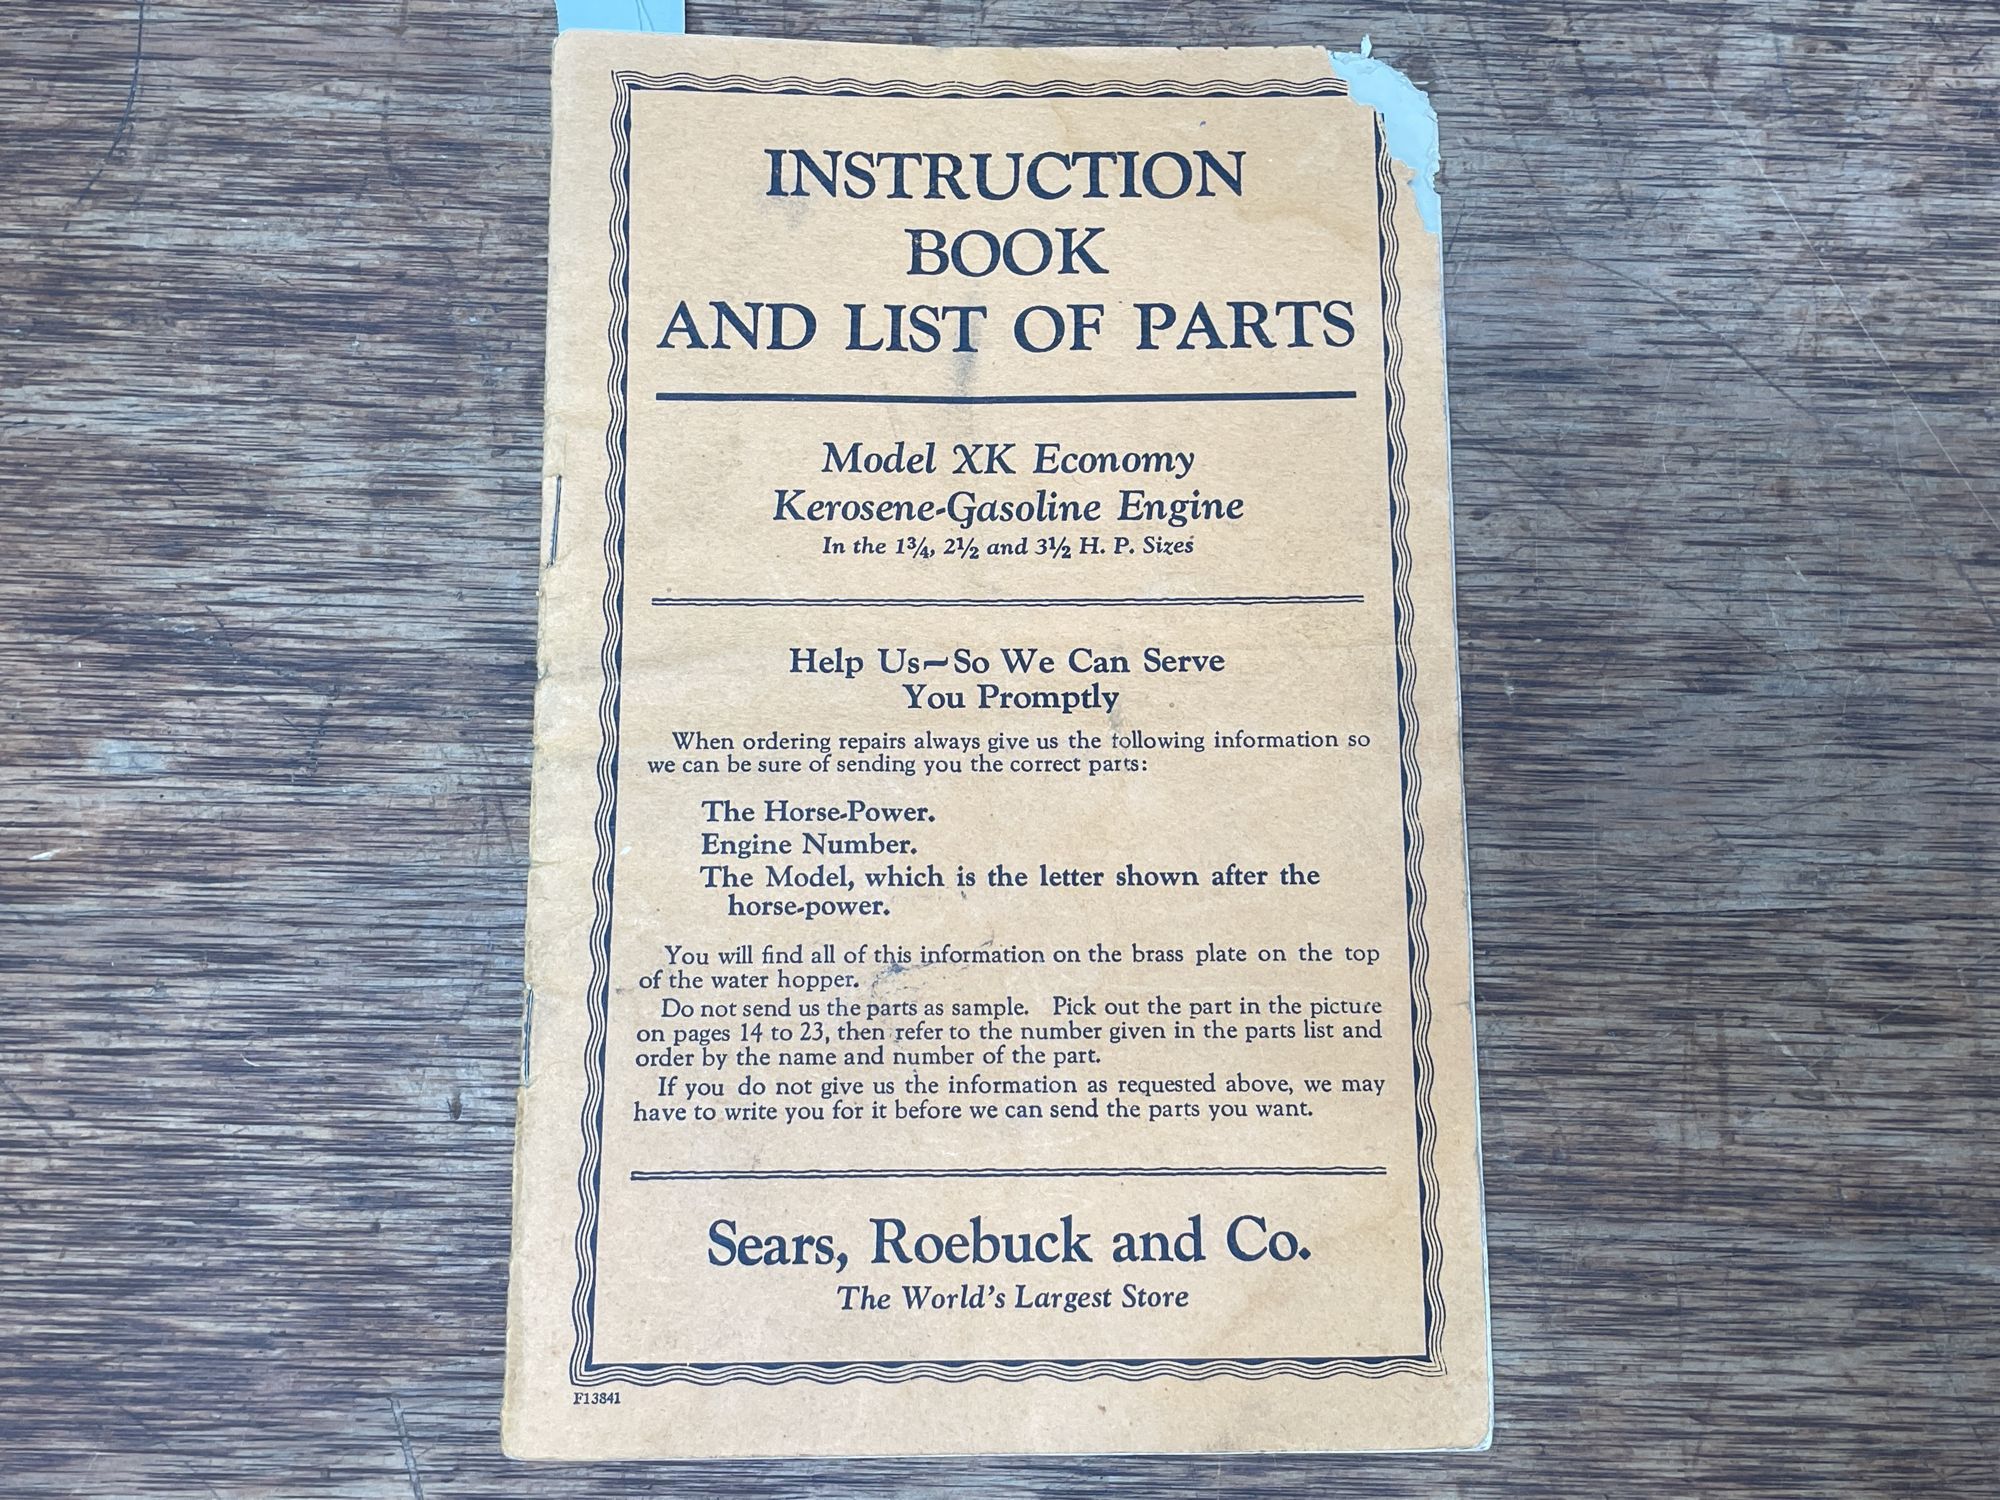 INSTRUCTION
BOOK
AND LIST OF PARTS
Model XK Economy
Kerosene-Gasoline Engine
In the 1¾, 2½ and 3½ H. P. Sizes
Help Us—So We Can Serve
You Promptly
When ordering repairs always give us the following information so
we can be sure of sending you the correct parts:
The Horse-Power.
Engine Number.
The Model, which is the letter shown after the
horse-power.
You will find all of this information on the brass plate on the top
of the water hopper.
Do not send us the parts as sample. Pick out the part in the picture
on pages 14 to 23, then refer to the number given in the parts list and
order by the name and number of the part.
If you do not give us the information as requested above, we may
have to write you for it before we can send the parts you want.
Sears, Roebuck and Co.
The World's Largest Store
F13841